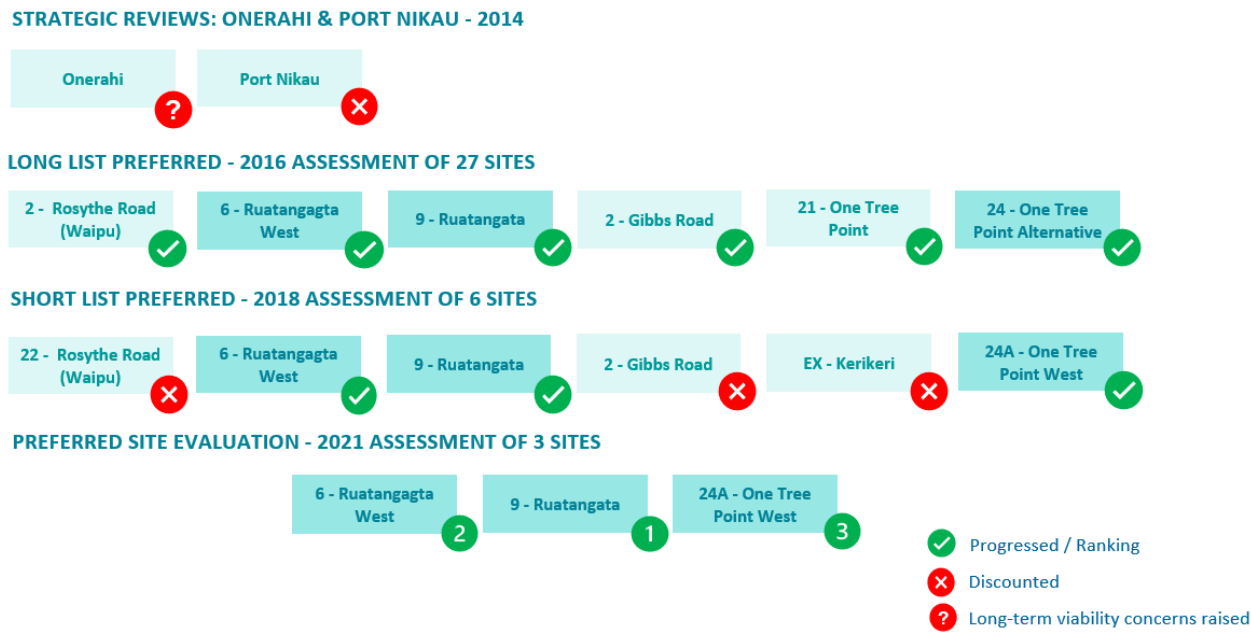 STRATEGIC REVIEWS: ONERAHI & PORT NIKAU - 2014
Onerahi
?
Port Nikau
LONG LIST PREFERRED - 2016 ASSESSMENT OF 27 SITES
2 - Rosythe Road
(Waipu)
6 - Ruatangagta
West
9 - Ruatangata
2 - Gibbs Road
21 - One Tree
Point
24 - One Tree
Point Alternative
SHORT LIST PREFERRED - 2018 ASSESSMENT OF 6 SITES
22 - Rosythe Road
(Waipu)
6 - Ruatangagta
West
9 - Ruatangata
2 - Gibbs Road
EX - Kerikeri
24A - One Tree
Point West
PREFERRED SITE EVALUATION - 2021 ASSESSMENT OF 3 SITES
6 - Ruatangagta
West
2
9 - Ruatangata
1
24A - One Tree
Point West
3
Progressed / Ranking
Discounted
? Long-term viability concerns raised